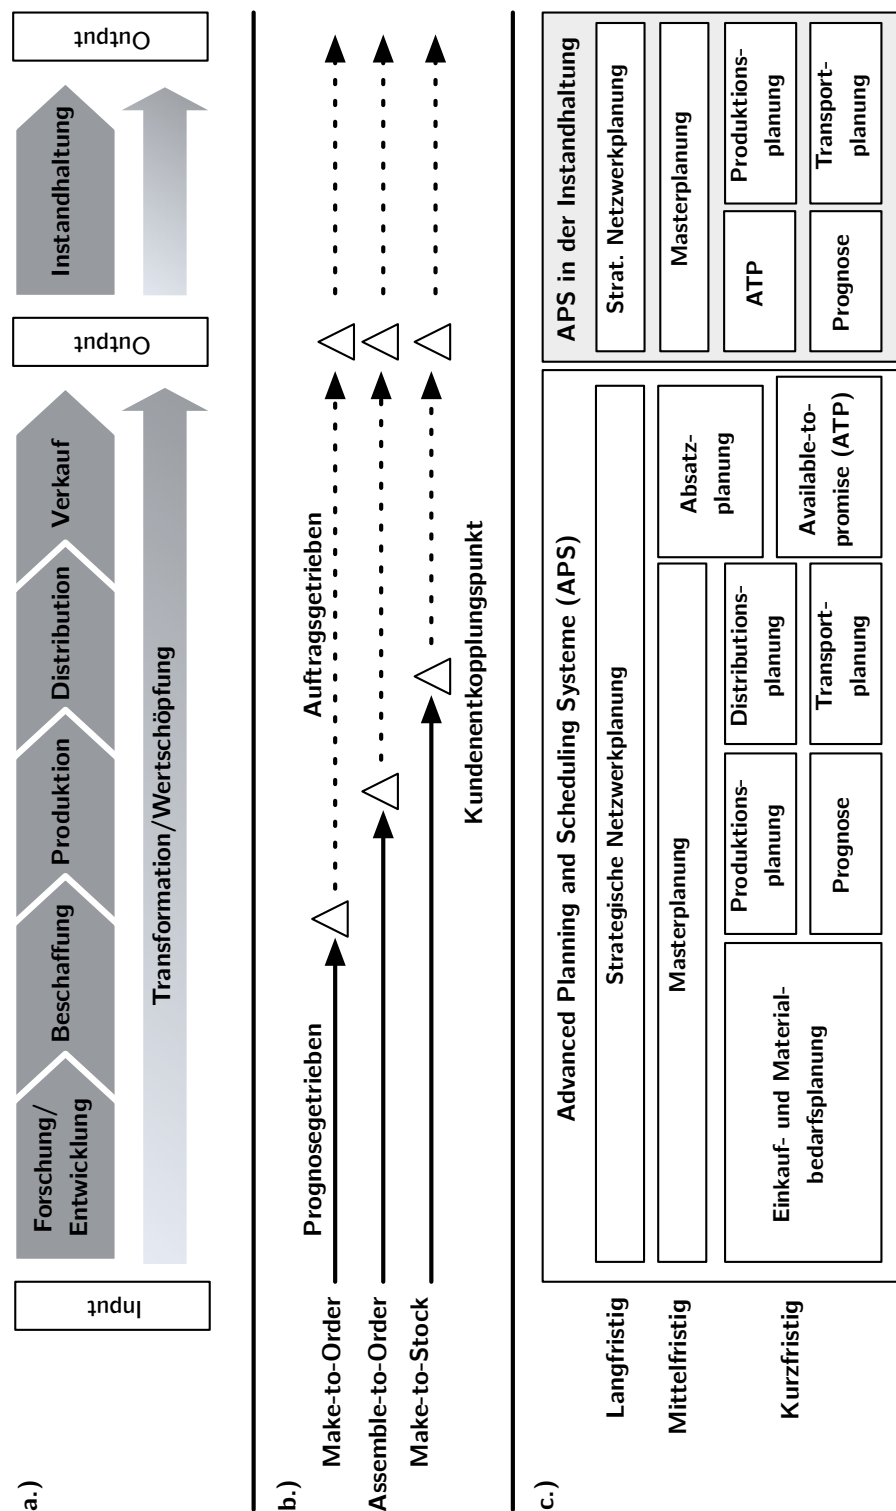 a.)
Input
Forschung/
Entwicklung
Beschaffung
Produktion
Distribution
Verkauf
Transformation/Wertschöpfung
Output
Instandhaltung
Output
b.)
Prognosegetrieben
Auftragsgetrieben
Make-to-Order
Assemble-to-Order
Make-to-Stock
Kundenentkopplungspunkt
c.)
Langfristig
Mittelfristig
Kurzfristig
Advanced Planning and Scheduling Systeme (APS)
Strategische Netzwerkplanung
Masterplanung
Absatz-
planung
Einkauf- und Material-
bedarfsplanung
Produktions-
planung
Distributions-
planung
Prognose
Transport-
planung
Available-to-
promise (ATP)
APS in der Instandhaltung
Strat. Netzwerkplanung
Masterplanung
ATP
Produktions-
planung
Prognose
Transport-
planung